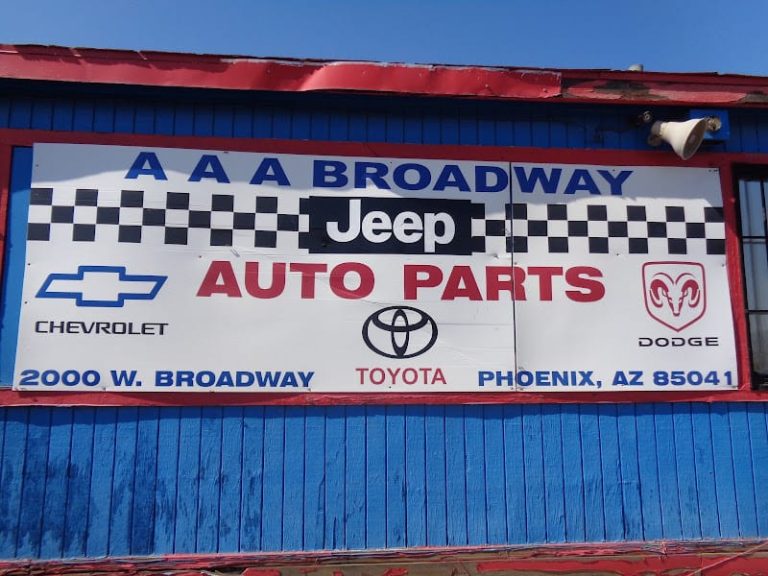 A A A BROADWAY
Jeep
AUTO PARTS
CHEVROLET
DODGE
TOYOTA
2000 W. BROADWAY
PHOENIX, AZ 85041